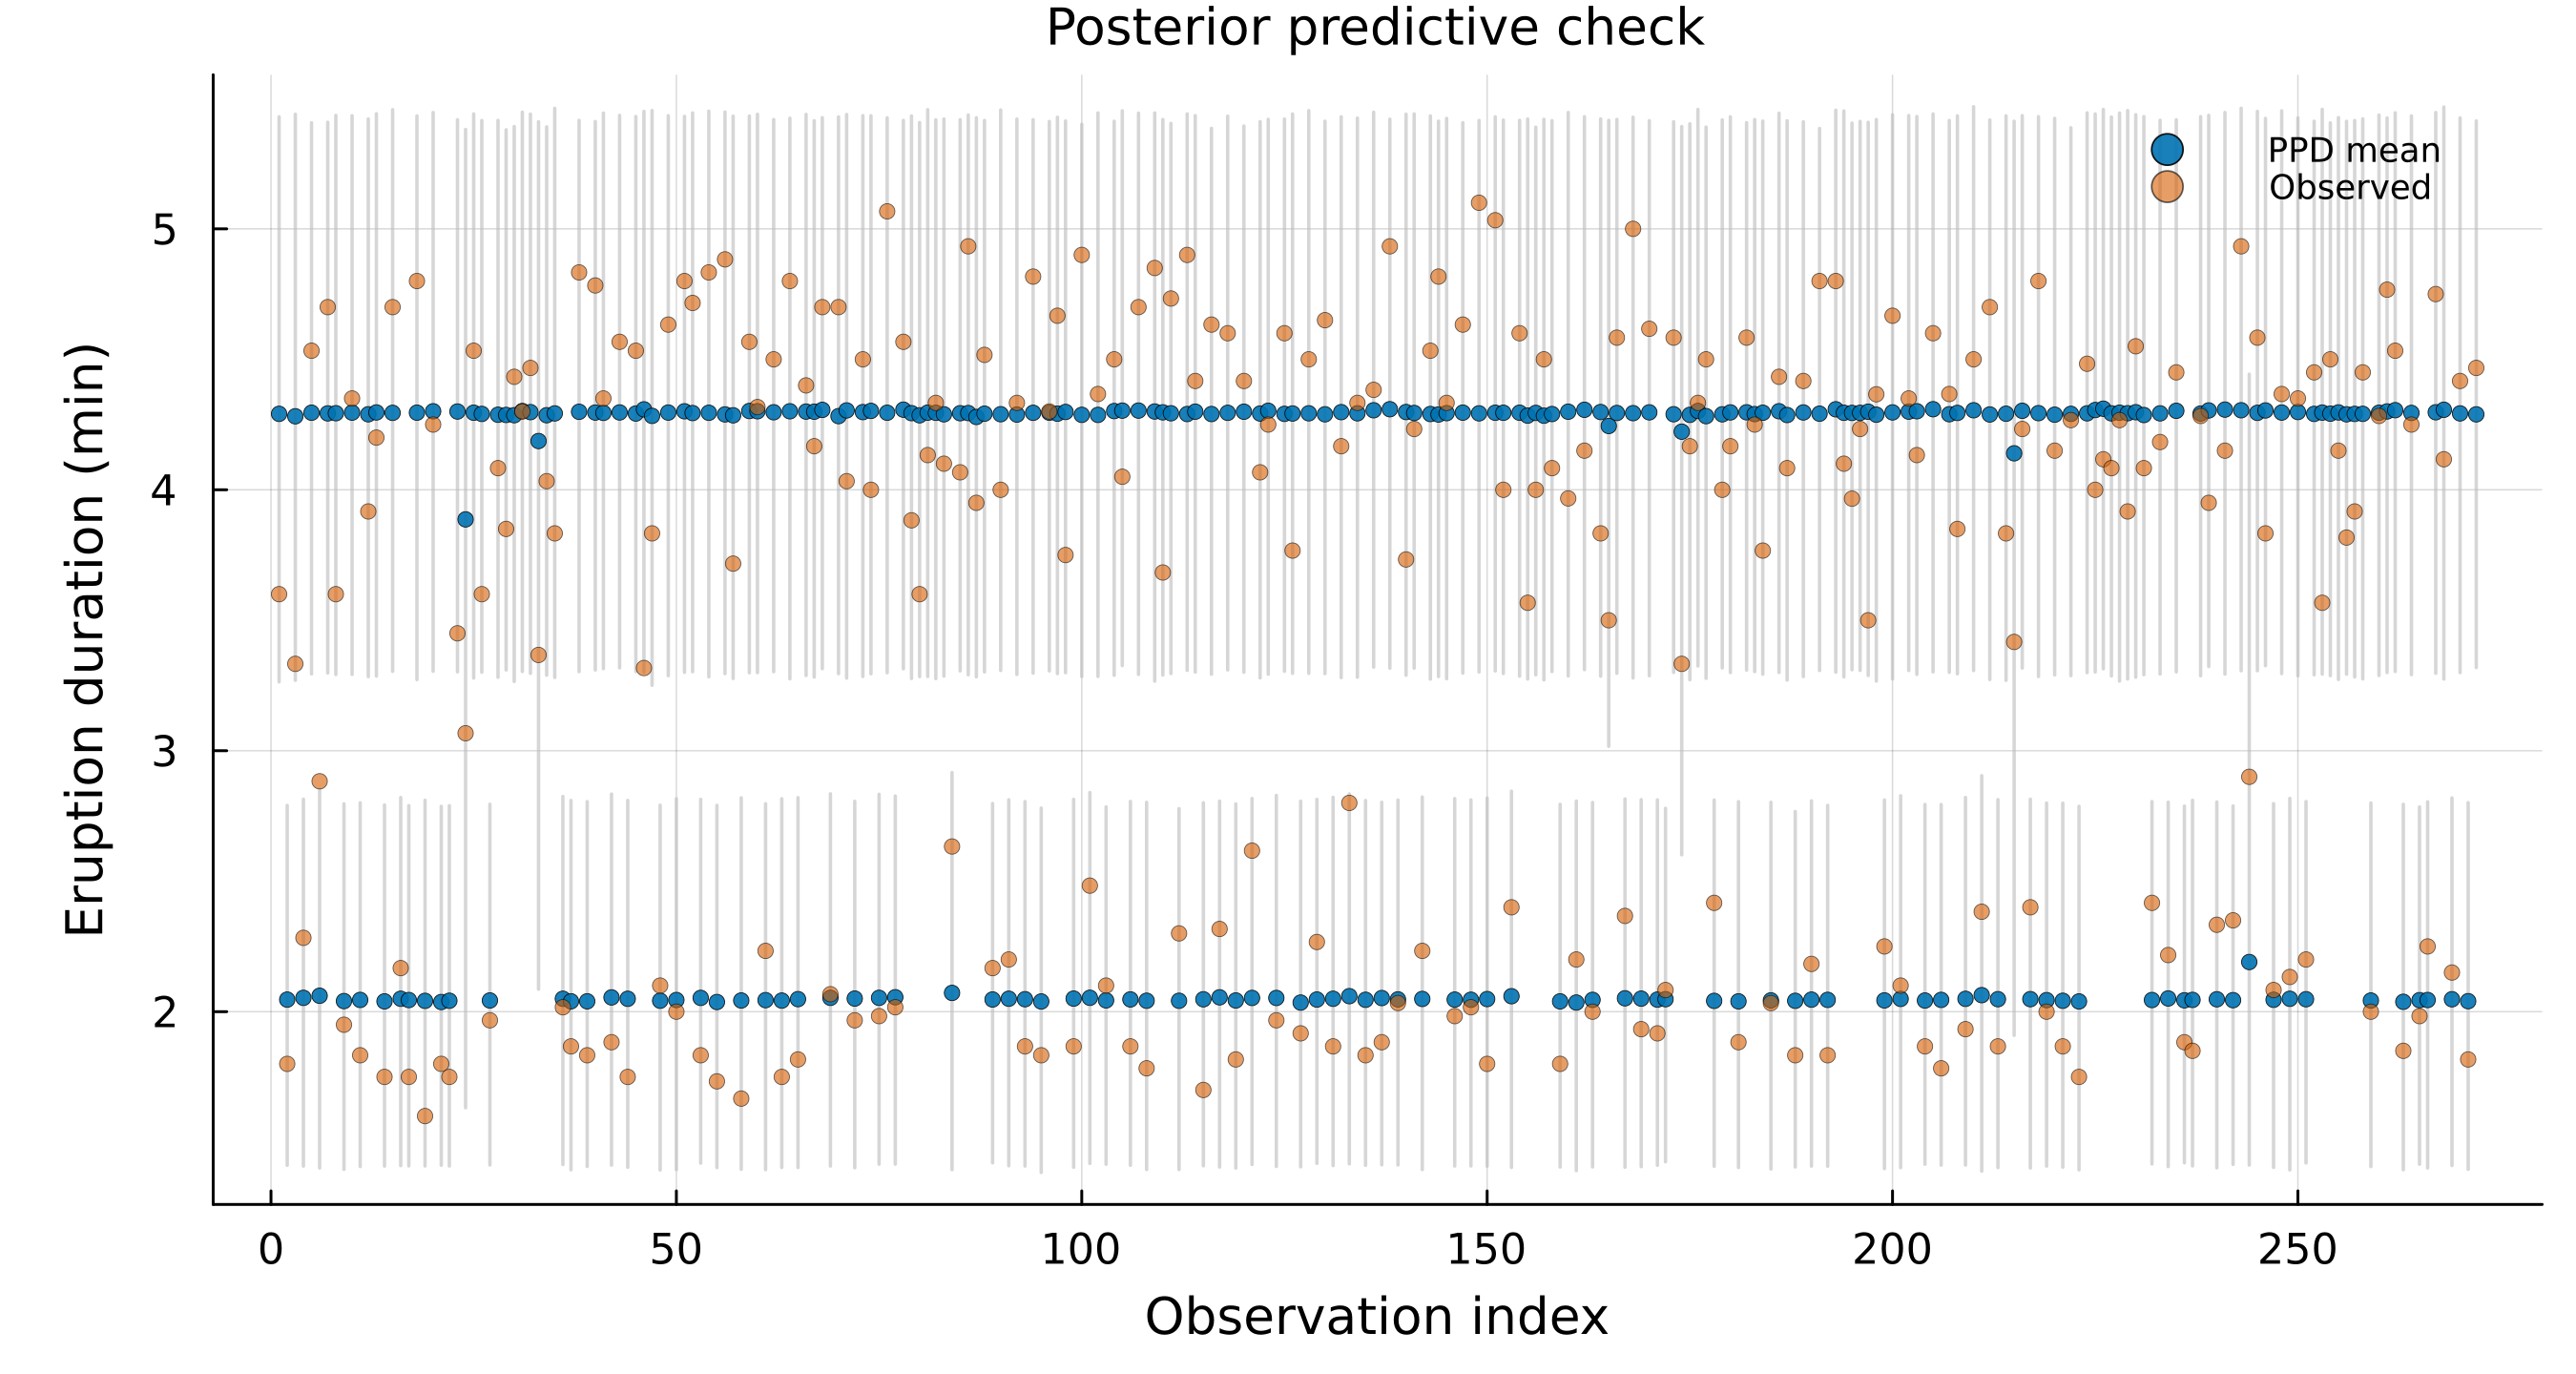 Posterior predictive check
PPD mean
Observed
Eruption duration (min)
5
4
3
2
0 50 100 150 200 250
Observation index